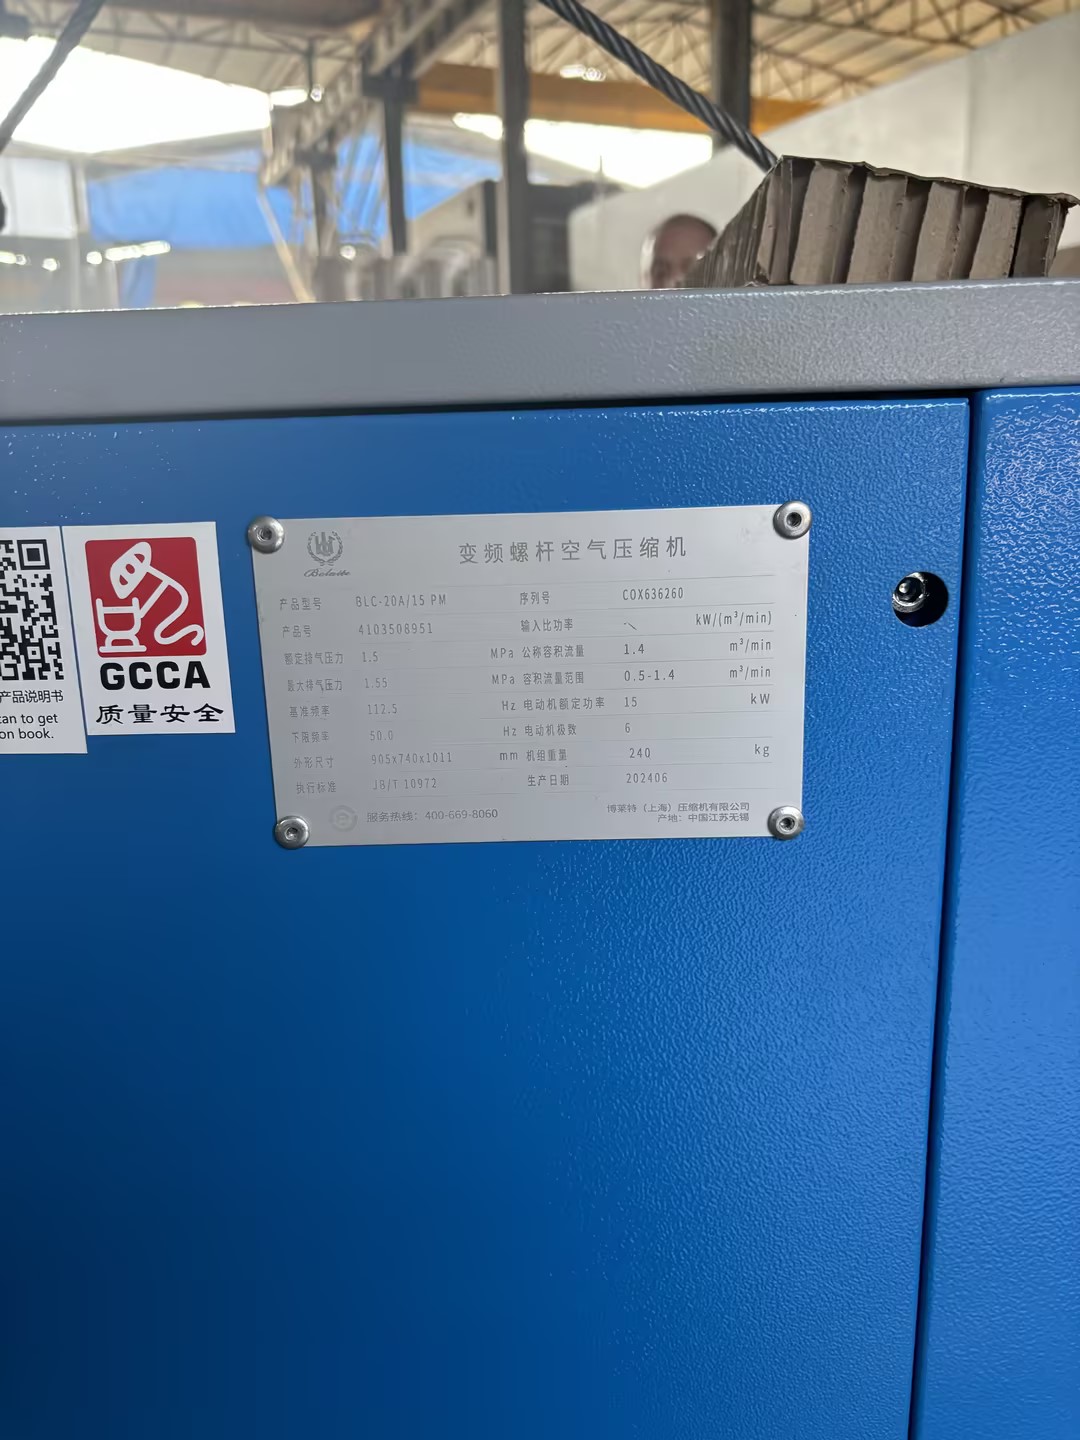 变频螺杆空气压缩机
Bolaite
产品型号 BLC-20A/15 PM 序列号 COX636260
产品号 4103508951 输入比功率 kW/(m³/min)
额定排气压力 1.5 MPa 公称容积流量 1.4 m³/min
最大排气压力 1.55 MPa 容积流量范围 0.5-1.4 m³/min
基准频率 112.5 Hz 电动机额定功率 15 kW
下限频率 50.0 Hz 电动机极数 6
外形尺寸 905x740x1011 mm 机组重量 240 kg
执行标准 JB/T 10972 生产日期 202406
服务热线：400-669-8060
博莱特（上海）压缩机有限公司
产地：中国江苏无锡
GCCA
质量安全
产品说明书
can to get
on book.